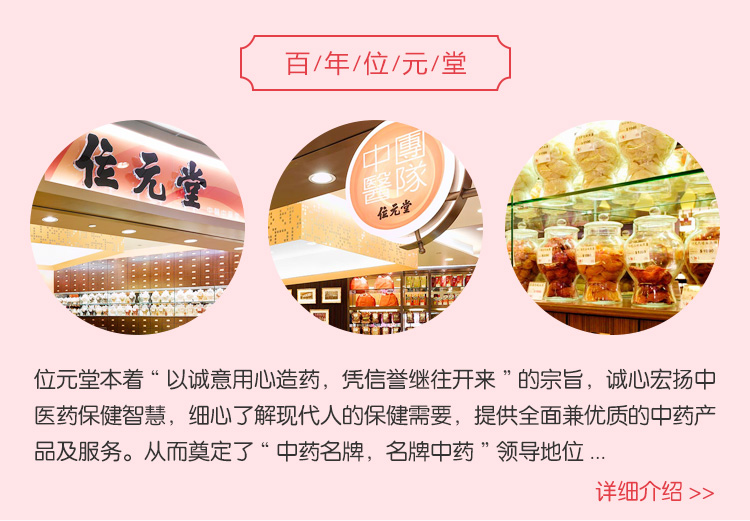 百/年/位/元/堂
位元堂
中團
醫隊
位元堂
位元堂本着“以诚意用心造药，凭信誉继往开来”的宗旨，诚心宏扬中
医药保健智慧，细心了解现代人的保健需要，提供全面兼优质的中药产
品及服务。从而奠定了“中药名牌，名牌中药”领导地位...
详细介绍 >>